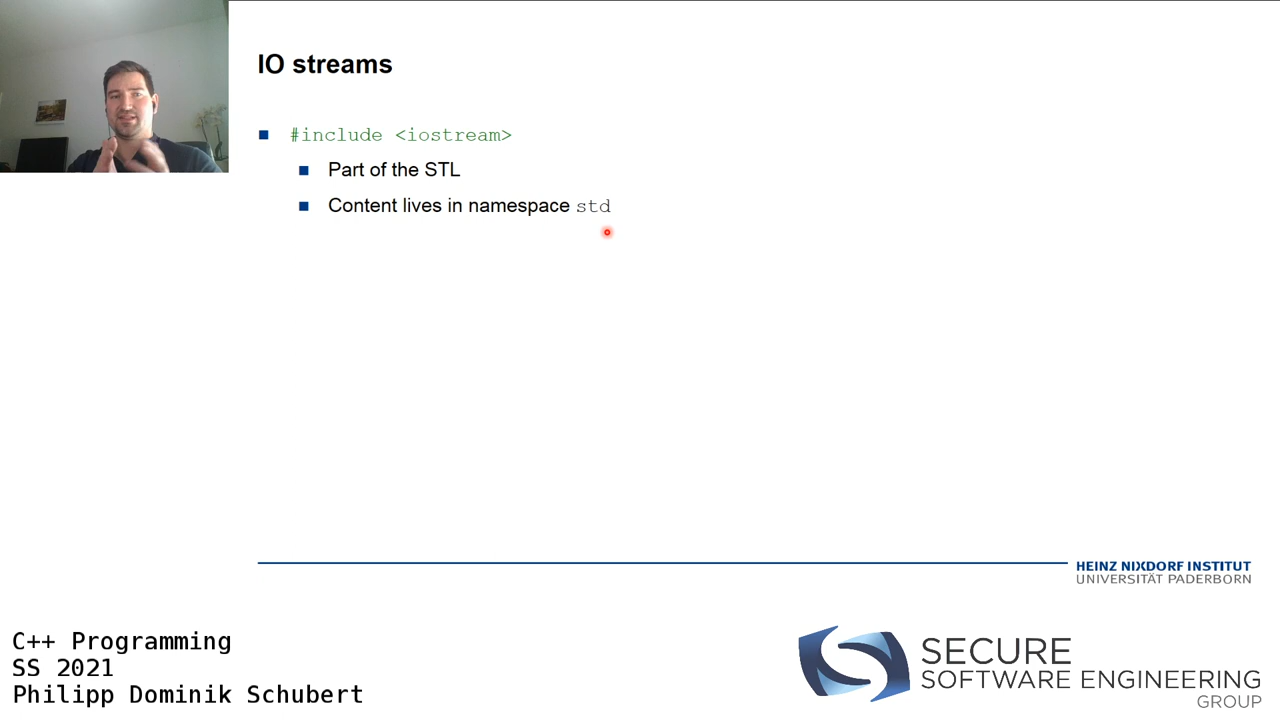 IO streams
#include <iostream>
Part of the STL
Content lives in namespace std
HEINZ NIXDORF INSTITUT
UNIVERSITÄT PADERBORN
C++ Programming
SS 2021
Philipp Dominik Schubert
SECURE
SOFTWARE ENGINEERING
GROUP